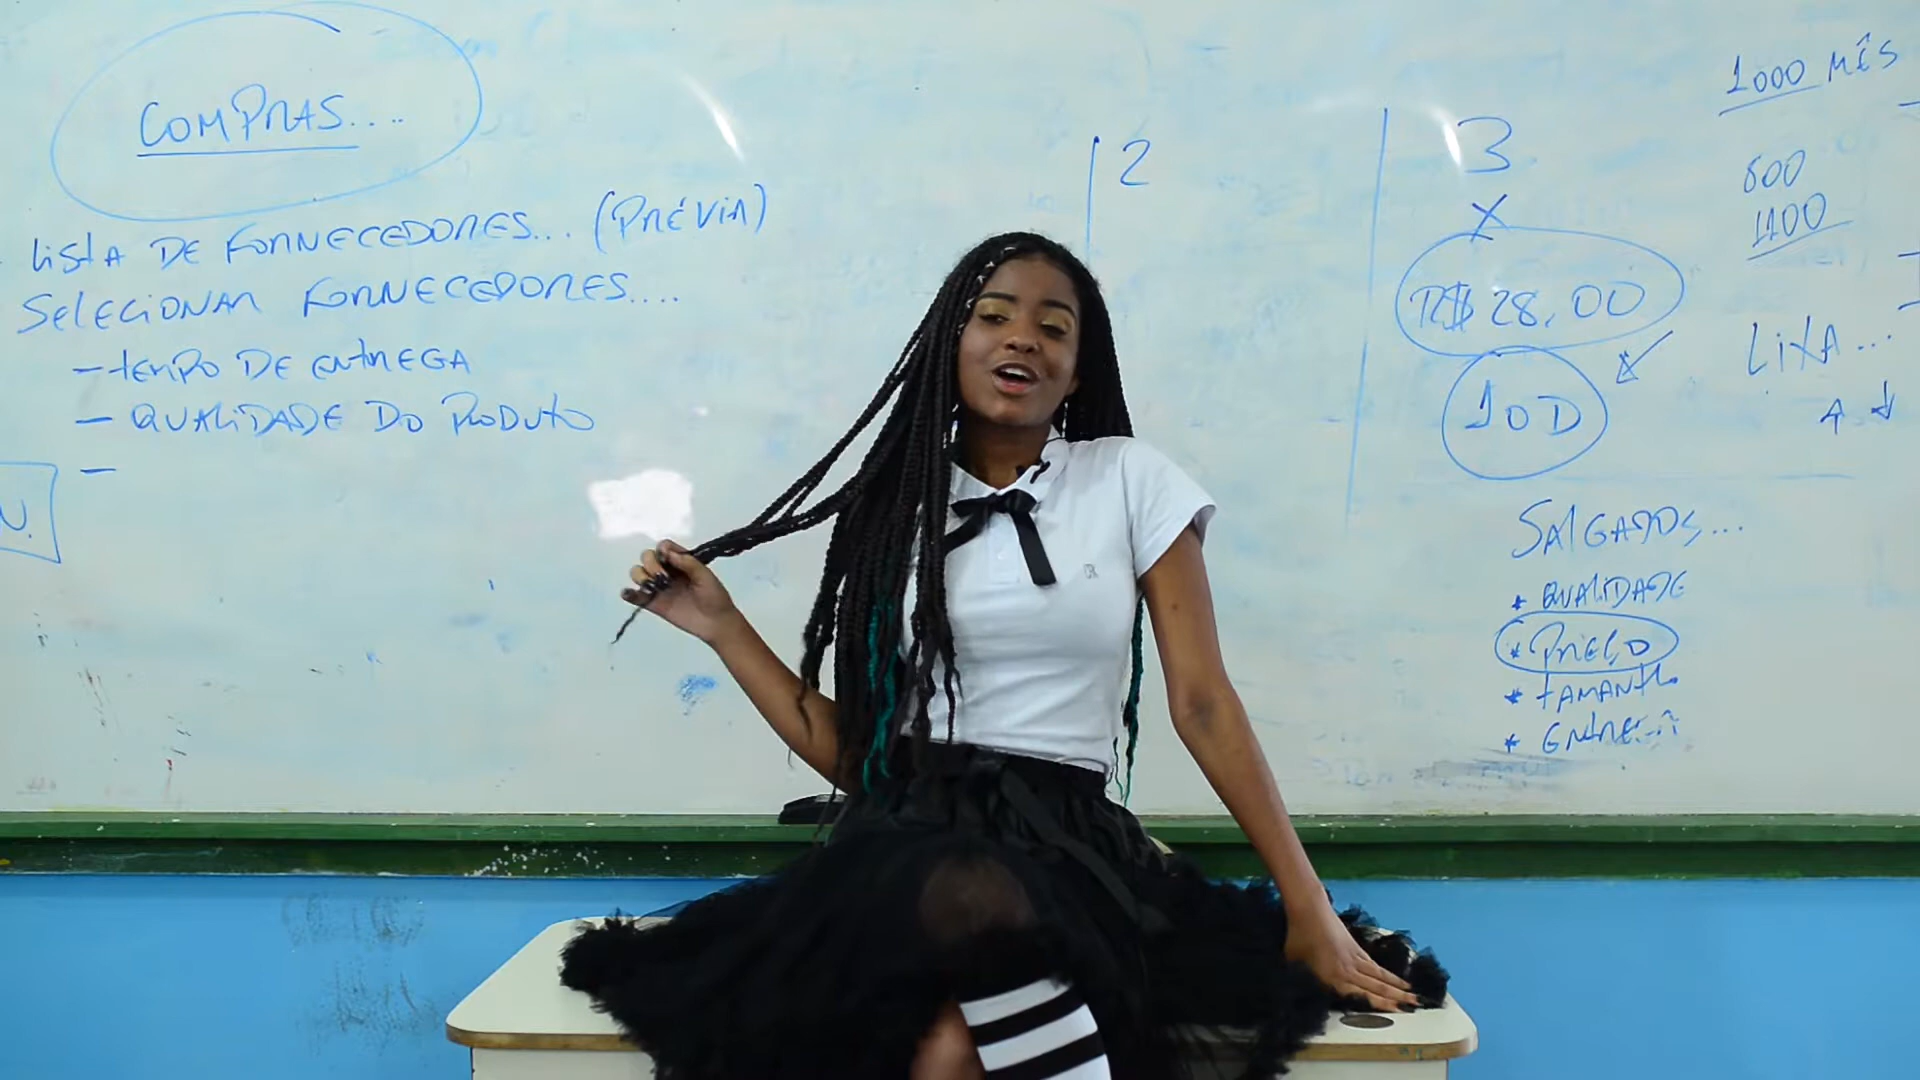 COMPRAS....
LISTA DE FORNECEDORES... (PRÉVIA)
SELECIONAR FORNECEDORES....
- TEMPO DE ENTREGA
- QUALIDADE DO PRODUTO
-
U.
2
3
X
R$ 28,00
10D
1000 MÊS
600
1100
LIXA...
SALGADOS...
* QUALIDADE
* PREÇO
* TAMANHO